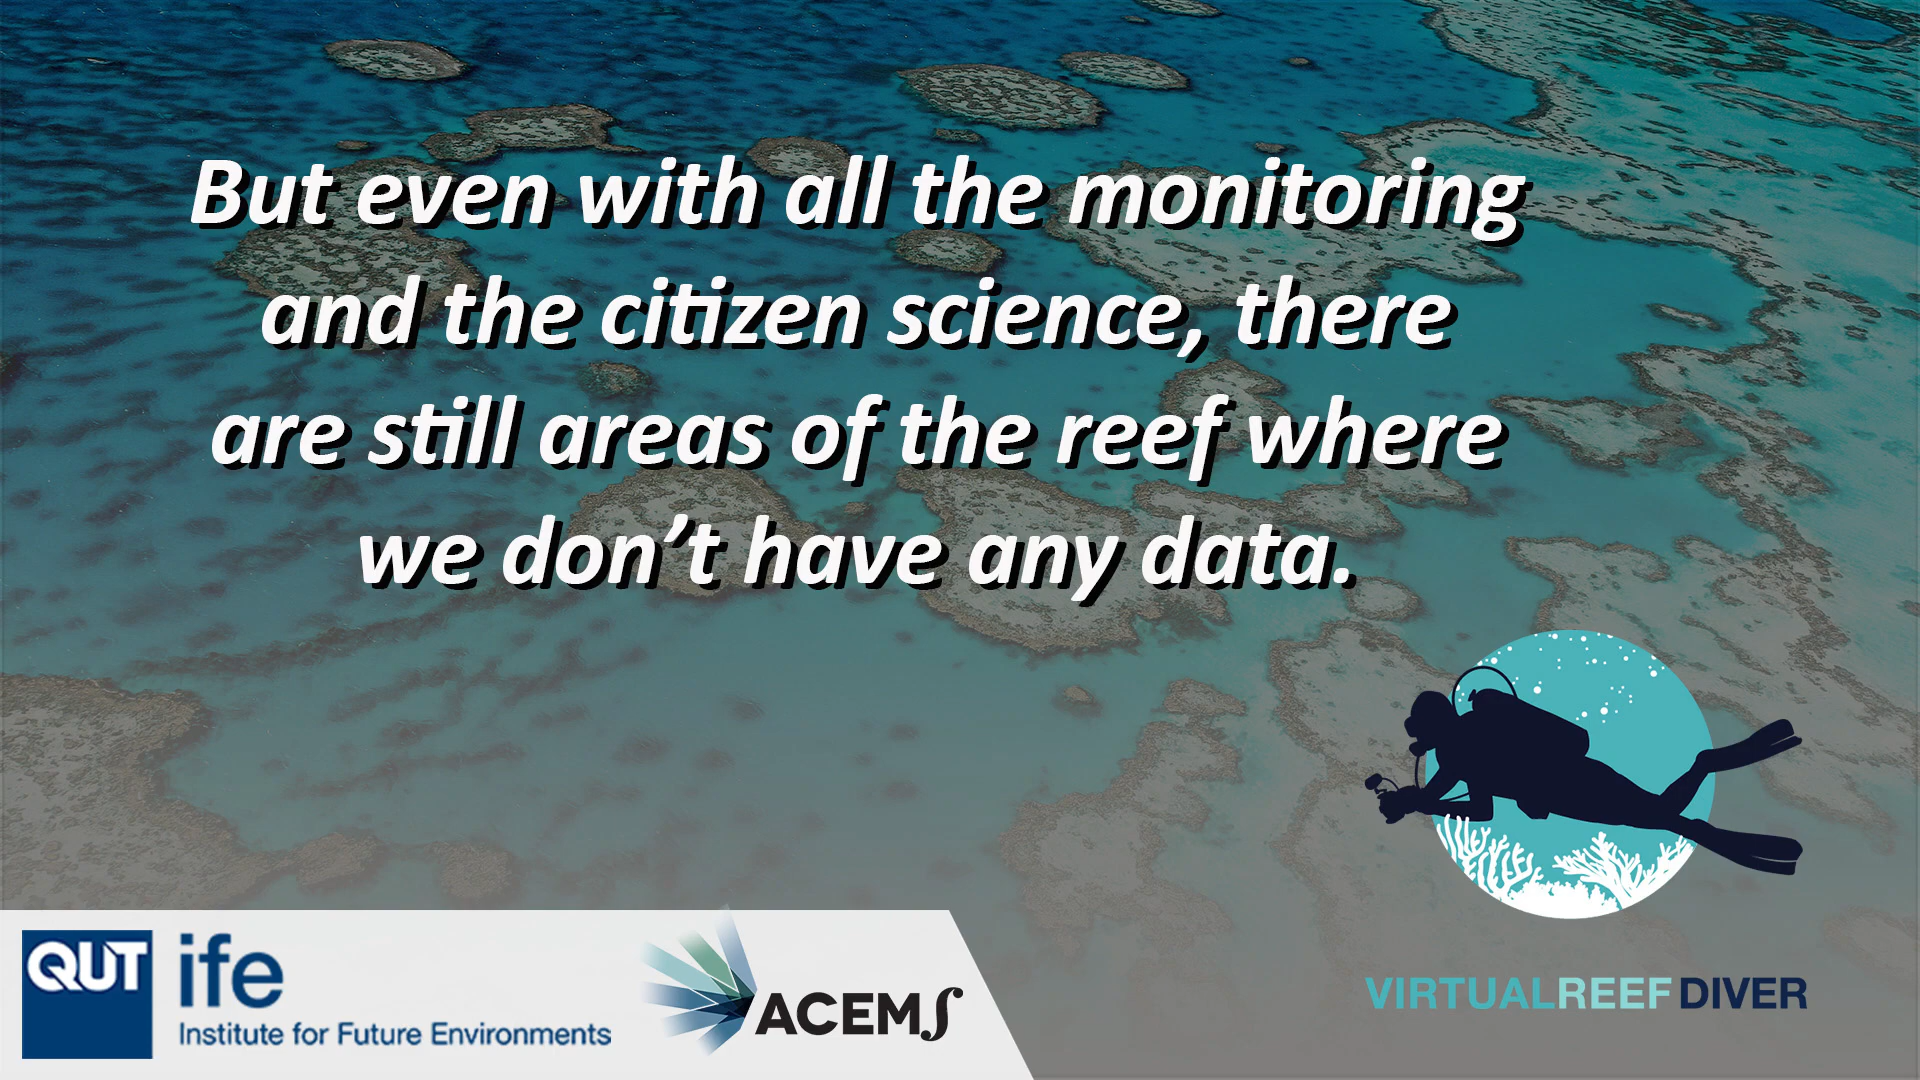 But even with all the monitoring
and the citizen science, there
are still areas of the reef where
we don’t have any data.
QUT
ife
Institute for Future Environments
ACEMS
VIRTUALREEFDIVER